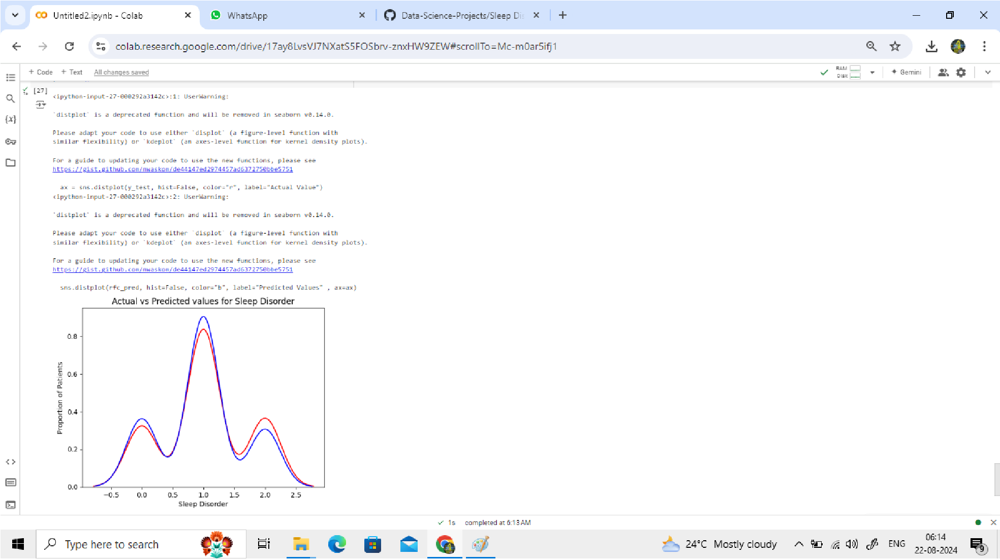 Untitled2.ipynb - Colab
WhatsApp
Data-Science-Projects/Sleep Di
colab.research.google.com/drive/17ay8LvsVJ7NXatS5FOSbrv-znxHW9ZEW#scrollTo=Mc-m0ar5ifj1
+ Code + Text All changes saved
RAM
Disk
Gemini
[27]
1s
<ipython-input-27-000292a3142c>:1: UserWarning:
`distplot` is a deprecated function and will be removed in seaborn v0.14.0.
Please adapt your code to use either `displot` (a figure-level function with
similar flexibility) or `kdeplot` (an axes-level function for kernel density plots).
For a guide to updating your code to use the new functions, please see
https://gist.github.com/mwaskom/de44147ed2974457ad6372750bbe5751
ax = sns.distplot(y_test, hist=False, color="r", label="Actual Value")
<ipython-input-27-000292a3142c>:2: UserWarning:
`distplot` is a deprecated function and will be removed in seaborn v0.14.0.
Please adapt your code to use either `displot` (a figure-level function with
similar flexibility) or `kdeplot` (an axes-level function for kernel density plots).
For a guide to updating your code to use the new functions, please see
https://gist.github.com/mwaskom/de44147ed2974457ad6372750bbe5751
sns.distplot(rfc_pred, hist=False, color="b", label="Predicted Values" , ax=ax)
Actual vs Predicted values for Sleep Disorder
Proportion of Patients
0.8
0.6
0.4
0.2
0.0
−0.5 0.0 0.5 1.0 1.5 2.0 2.5
Sleep Disorder
1s completed at 6:13 AM
Type here to search
24°C Mostly cloudy
ENG
06:14
22-08-2024
9